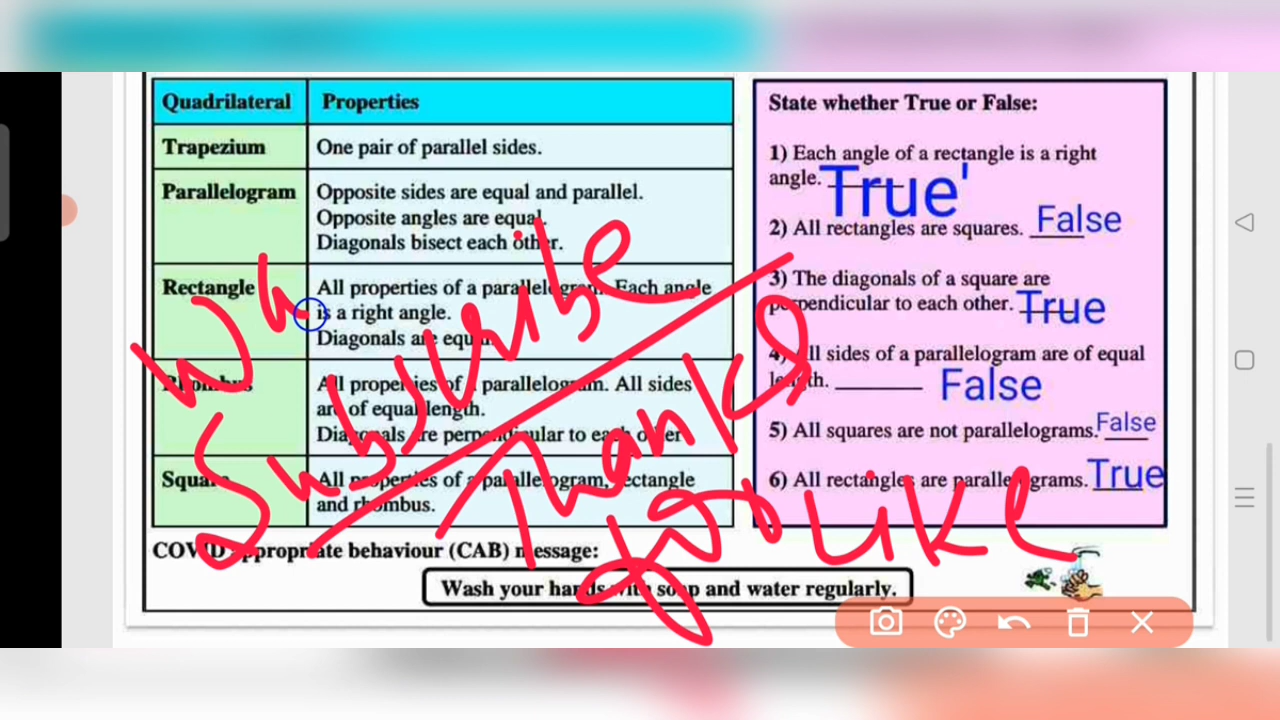 Quadrilateral Properties
Trapezium One pair of parallel sides.
Parallelogram Opposite sides are equal and parallel.
Opposite angles are equal.
Diagonals bisect each other.
Rectangle All properties of a parallelogram. Each angle
is a right angle.
Diagonals are equal.
Rhombus All properties of a parallelogram. All sides
are of equal length.
Diagonals are perpendicular to each other
Square All properties of a parallelogram, rectangle
and rhombus.
State whether True or False:
1) Each angle of a rectangle is a right
angle. True'
2) All rectangles are squares. False
3) The diagonals of a square are
perpendicular to each other. True
4) All sides of a parallelogram are of equal
length. False
5) All squares are not parallelograms. False
6) All rectangles are parallelograms. True
COVID appropriate behaviour (CAB) message:
Wash your hands with soap and water regularly.
Subscribe
Thanks
for like